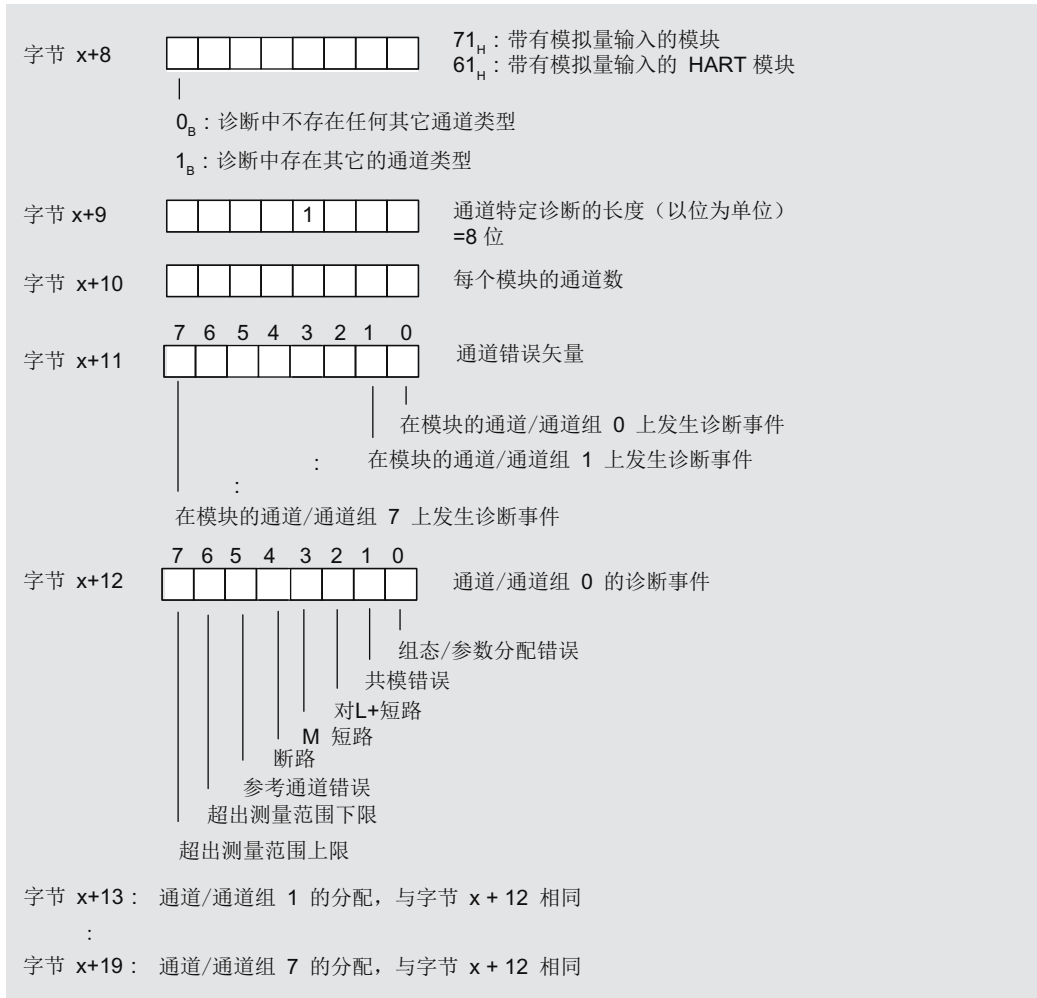 字节 x+8
71H：带有模拟量输入的模块
61H：带有模拟量输入的 HART 模块
0B：诊断中不存在任何其它通道类型
1B：诊断中存在其它的通道类型
字节 x+9
1
通道特定诊断的长度（以位为单位）
=8 位
字节 x+10
每个模块的通道数
7 6 5 4 3 2 1 0
字节 x+11
通道错误矢量
在模块的通道/通道组 0 上发生诊断事件
: 在模块的通道/通道组 1 上发生诊断事件
:
在模块的通道/通道组 7 上发生诊断事件
7 6 5 4 3 2 1 0
字节 x+12
通道/通道组 0 的诊断事件
组态/参数分配错误
共模错误
对L+短路
M 短路
断路
参考通道错误
超出测量范围下限
超出测量范围上限
字节 x+13： 通道/通道组 1 的分配，与字节 x + 12 相同
:
字节 x+19： 通道/通道组 7 的分配，与字节 x + 12 相同